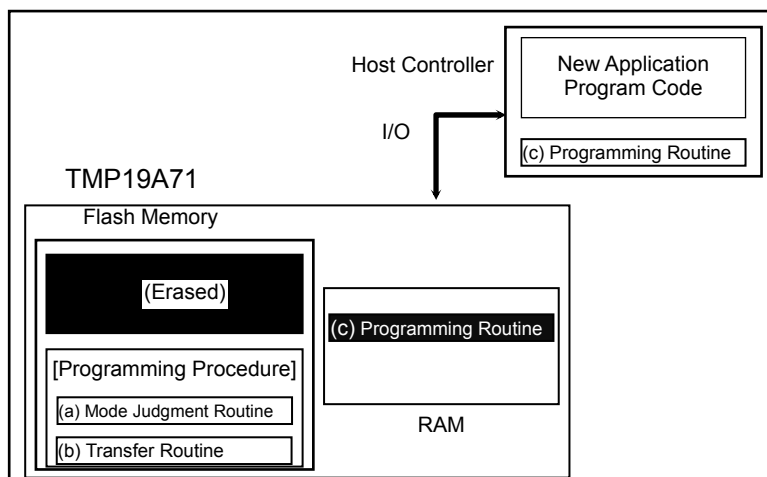 Host Controller
New Application
Program Code
I/O
(c) Programming Routine
TMP19A71
Flash Memory
(Erased)
(c) Programming Routine
[Programming Procedure]
(a) Mode Judgment Routine
(b) Transfer Routine
RAM